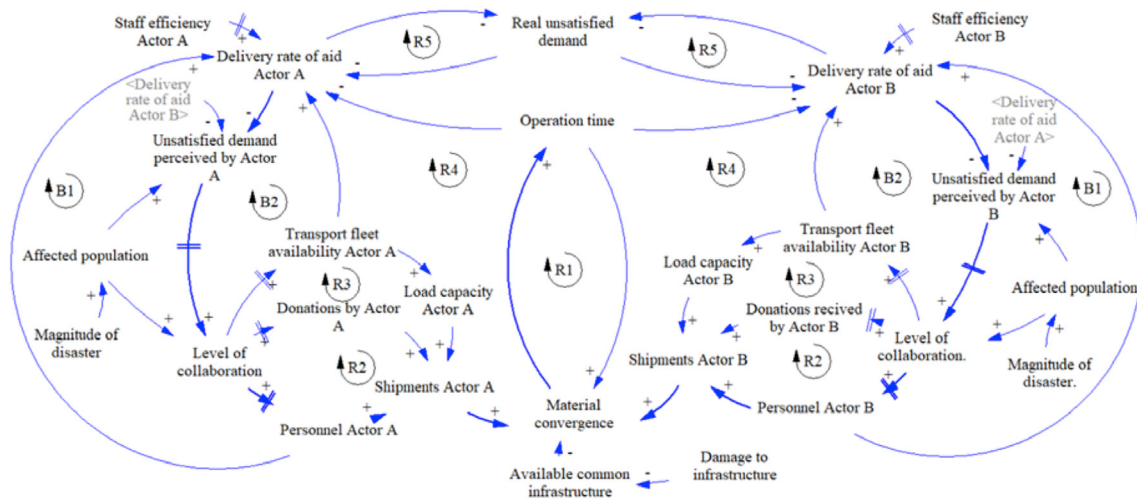 Staff efficiency
Actor A
Real unsatisfied
demand
Staff efficiency
Actor B
R5
R5
Delivery rate of aid
Actor A
Delivery rate of aid
Actor B
<Delivery
rate of aid
Actor B>
<Delivery
rate of aid
Actor A>
Operation time
Unsatisfied demand
perceived by Actor
A
Unsatisfied demand
perceived by Actor
B
B1
B2
R4
R4
B2
B1
Affected population
Transport fleet
availability Actor A
Transport fleet
availability Actor B
R3
R1
R3
Load capacity
Actor A
Load capacity
Actor B
Affected population
Donations by Actor
A
Donations recived
by Actor B
Magnitude of
disaster
Level of
collaboration
Level of
collaboration.
Magnitude of
disaster.
R2
R2
Shipments Actor A
Shipments Actor B
Personnel Actor A
Material
convergence
Personnel Actor B
Available common
infrastructure
Damage to
infrastructure